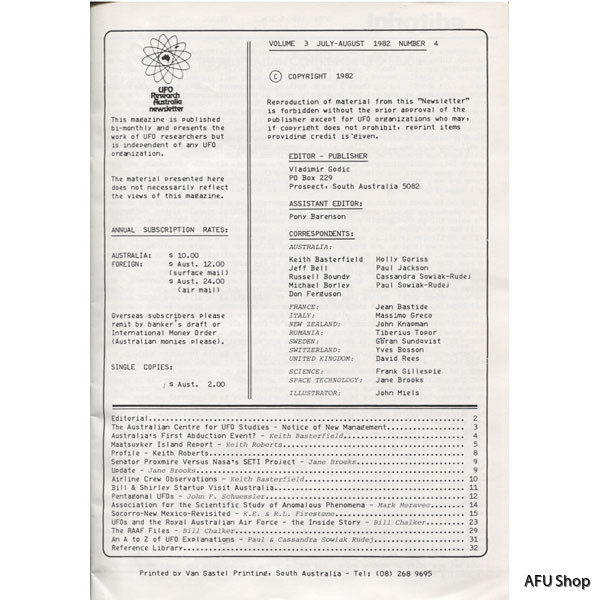 UFO
Research
Australia
newsletter
This magazine is published
bi-monthly and presents the
work of UFO researchers but
is independent of any UFO
organization.
The material presented here
does not necessarily reflect
the views of this magazine.
ANNUAL SUBSCRIPTION RATES:
AUSTRALIA: $ 10.00
FOREIGN: $ Aust. 12.00
(surface mail)
$ Aust. 24.00
(air mail)
Overseas subscribers please
remit by banker's draft or
International Money Order
(Australian monies please).
SINGLE COPIES:
$ Aust. 2.00
VOLUME 3 JULY-AUGUST 1982 NUMBER 4
© COPYRIGHT 1982
Reproduction of material from this "Newsletter"
is forbidden without the prior approval of the
publisher except for UFO organizations who may,
if copyright does not prohibit, reprint items
providing credit is given.
EDITOR - PUBLISHER
Vladimir Godic
PO Box 229
Prospect, South Australia 5082
ASSISTANT EDITOR:
Pony Barenson
CORRESPONDENTS:
AUSTRALIA:
Keith Basterfield Holly Goriss
Jeff Bell Paul Jackson
Russell Boundy Cassandra Sowiak-Rudej
Michael Borley Paul Sowiak-Rudej
Don Ferguson
FRANCE: Jean Bastide
ITALY: Massimo Greco
NEW ZEALAND: John Knapman
RUMANIA: Tiberius Topor
SWEDEN: Göran Sundqvist
SWITZERLAND: Yves Bosson
UNITED KINGDOM: David Rees
SCIENCE: Frank Gillespie
SPACE TECHNOLOGY: Jane Brooks
ILLUSTRATOR: John Miels
Editorial 2
The Australian Centre for UFO Studies - Notice of New Management 3
Australia's First Abduction Event? - Keith Basterfield 4
Maatsuyker Island Report - Keith Roberts 5
Profile - Keith Roberts 8
Senator Proxmire Versus Nasa's SETI Project - Jane Brooks 9
Update - Jane Brooks 9
Airline Crew Observations - Keith Basterfield 10
Bill & Shirley Startup Visit Australia 11
Pentagonal UFOs - John F. Schuessler 12
Association for the Scientific Study of Anomalous Phenomena - Mark Moravec 14
Socorro-New Mexico-Revisited - K.E. & R.L. Firestone 15
UFOs and the Royal Australian Air Force - the Inside Story - Bill Chalker 23
The RAAF Files - Bill Chalker 29
An A to Z of UFO Explanations - Paul & Cassandra Sowiak Rudej 31
Reference Library 32
Printed by Van Gastel Printing, South Australia - Tel: (08) 268 9695
AFU Shop